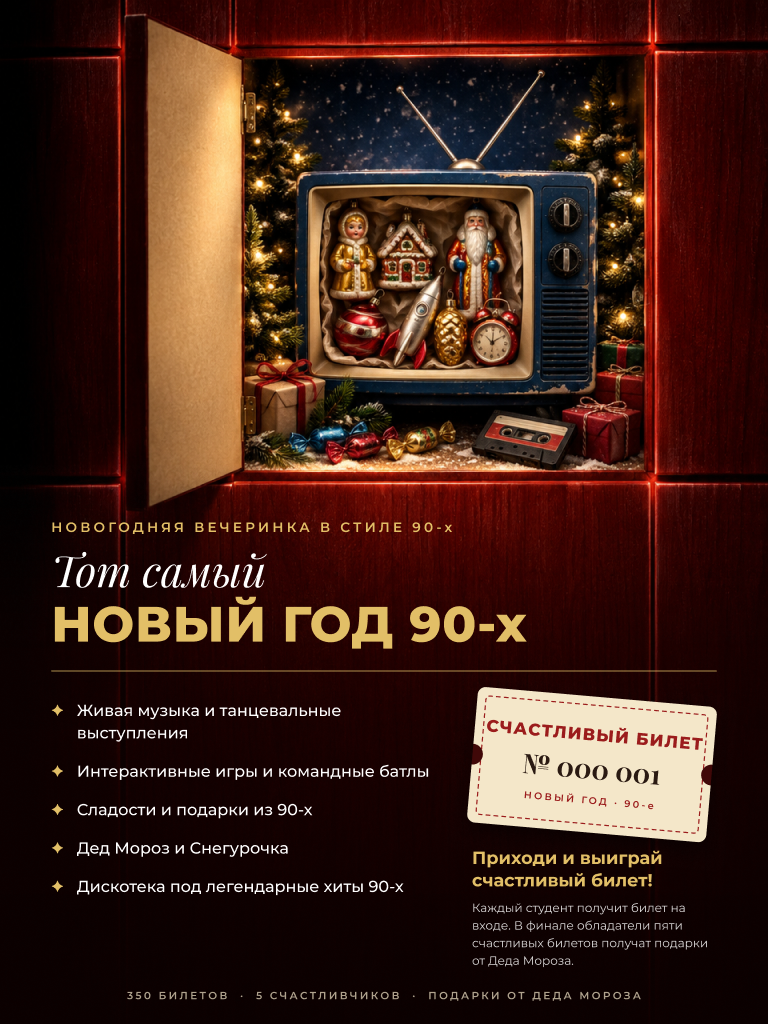 НОВОГОДНЯЯ ВЕЧЕРИНКА В СТИЛЕ 90-х
Тот самый
НОВЫЙ ГОД 90-х
Живая музыка и танцевальные
выступления
Интерактивные игры и командные батлы
Сладости и подарки из 90-х
Дед Мороз и Снегурочка
Дискотека под легендарные хиты 90-х
СЧАСТЛИВЫЙ БИЛЕТ
№ 000 001
НОВЫЙ ГОД · 90-е
Приходи и выиграй
счастливый билет!
Каждый студент получит билет на
входе. В финале обладатели пяти
счастливых билетов получат подарки
от Деда Мороза.
350 БИЛЕТОВ · 5 СЧАСТЛИВЧИКОВ · ПОДАРКИ ОТ ДЕДА МОРОЗА